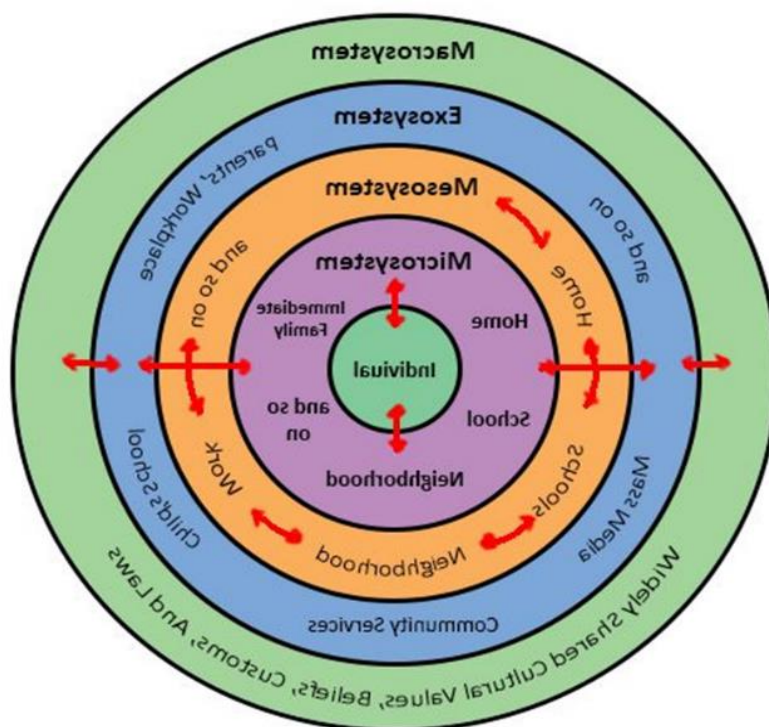 Macrosystem
Exosystem
Parents' Workplace
and so on
Mesosystem
and so on
Home
Microsystem
Immediate
Family
Home
Indiviual
and so
on
School
Neighborhood
Work
Schools
Neighborhood
Child's School
Mass Media
Community Services
Widely Shared Cultural Values, Beliefs, Customs, And Laws